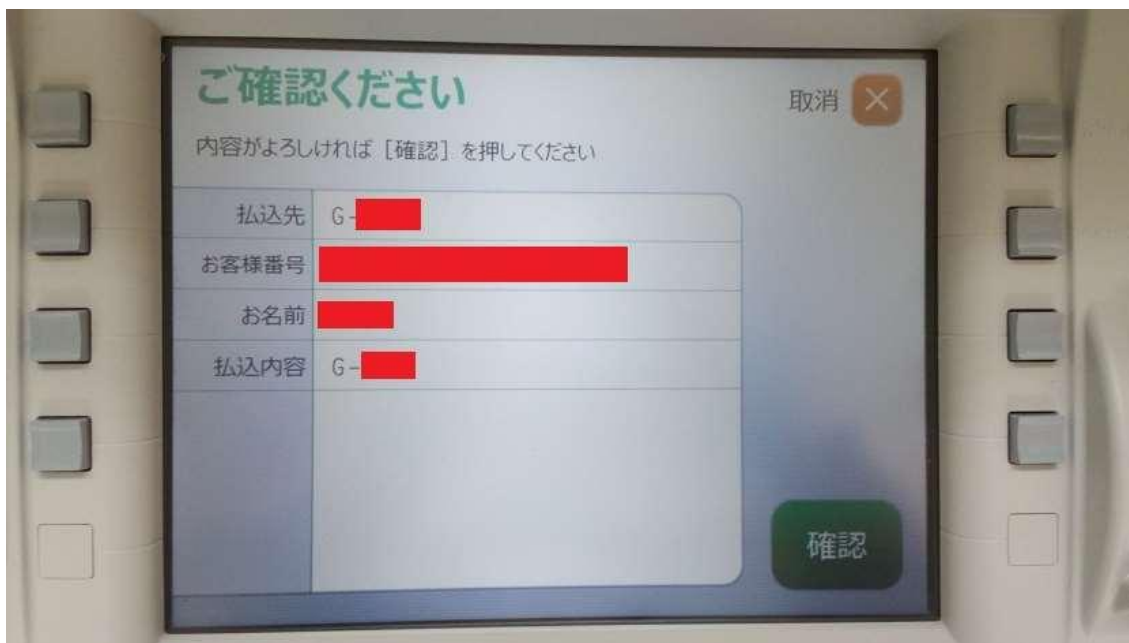 ご確認ください
取消 ×
内容がよろしければ [確認] を押してください
払込先 G-
お客様番号
お名前
払込内容 G-
確認